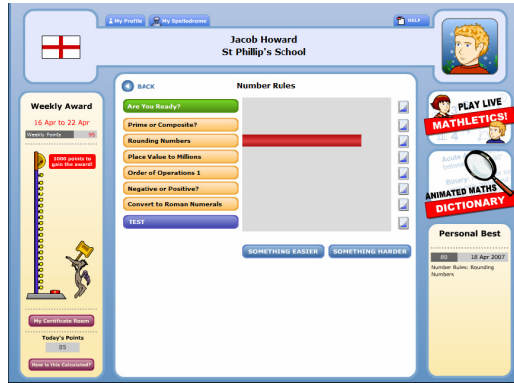 My Profile
My Spellodrome
HELP
Jacob Howard
St Phillip's School
BACK
Number Rules
Are You Ready?
Prime or Composite?
Rounding Numbers
Place Value to Millions
Order of Operations 1
Negative or Positive?
Convert to Roman Numerals
TEST
SOMETHING EASIER
SOMETHING HARDER
Weekly Award
16 Apr to 22 Apr
Weekly Points 95
1000 points to
gain the award!
My Certificate Room
Today's Points
85
How is this Calculated?
PLAY LIVE
MATHLETICS!
Acute
Binary
ANIMATED MATHS
DICTIONARY
Personal Best
80 18 Apr 2007
Number Rules: Rounding
Numbers